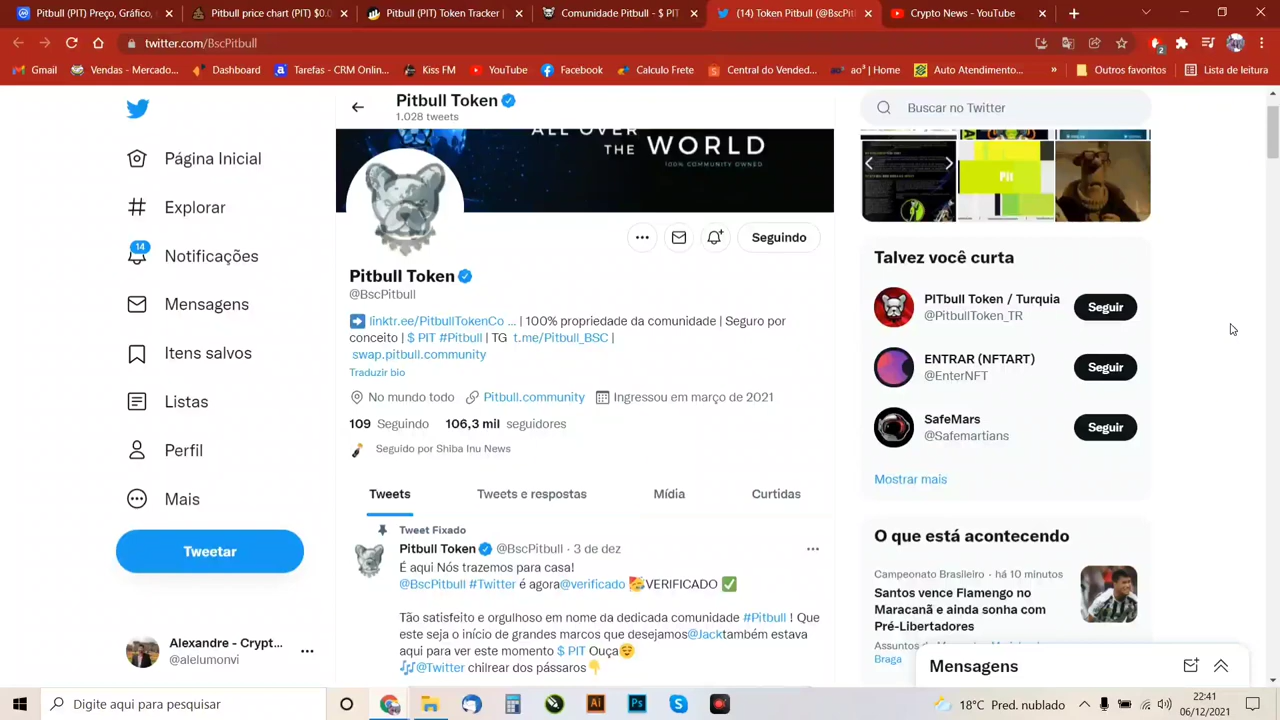 Pitbull (PIT) Preço, Gráfico,
Pitbull price chart (PIT) $0.0
Pitbull Token Tracker |
Comunidade Pitbull - $ PIT
(14) Token Pitbull (@BscPit
Techno Kev - YouTube
twitter.com/BscPitbull
2
Gmail
Vendas - Mercado...
Dashboard
Tarefas - CRM Onlin...
Kiss FM
YouTube
Facebook
Calculo Frete
Central do Vended...
ao³ | Home
Auto Atendimento...
»
Outros favoritos
Lista de leitura
Página Inicial
Explorar
14
Notificações
Mensagens
Itens salvos
Listas
Perfil
Mais
Tweetar
Alexandre - Crypt...
@alelumonvi
Pitbull Token
1.028 tweets
ALL OVER
THE WORLD
100% COMMUNITY OWNED
Seguindo
Pitbull Token
@BscPitbull
linktr.ee/PitbullTokenCo ... | 100% propriedade da comunidade | Seguro por
conceito | $ PIT #Pitbull | TG t.me/Pitbull_BSC |
swap.pitbull.community
Traduzir bio
No mundo todo Pitbull.community Ingressou em março de 2021
109 Seguindo 106,3 mil seguidores
Seguido por Shiba Inu News
Tweets
Tweets e respostas
Mídia
Curtidas
Tweet Fixado
Pitbull Token @BscPitbull · 3 de dez
É aqui Nós trazemos para casa!
@BscPitbull #Twitter é agora@verificado 🥳VERIFICADO ✅
Tão satisfeito e orgulhoso em nome da dedicada comunidade #Pitbull ! Que
este seja o início de grandes marcos que desejamos@Jacktambém estava
aqui para ver este momento $ PIT Ouça😌
🎶@Twitter chilrear dos pássaros👇
Buscar no Twitter
Pit
Talvez você curta
PITbull Token / Turquia
@PitbullToken_TR
Seguir
ENTRAR (NFTART)
@EnterNFT
Seguir
SafeMars
@Safemartians
Seguir
Mostrar mais
O que está acontecendo
Campeonato Brasileiro · há 10 minutos
Santos vence Flamengo no
Maracanã e ainda sonha com
Pré-Libertadores
Braga
Mensagens
Digite aqui para pesquisar
Ai
Ps
18°C Pred. nublado
22:41
06/12/2021